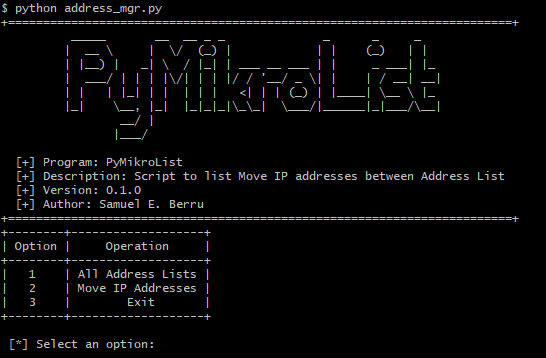 $ python address_mgr.py
PyMikroList
[+] Program: PyMikroList
[+] Description: Script to list Move IP addresses between Address List
[+] Version: 0.1.0
[+] Author: Samuel E. Berru
| Option | Operation |
| 1 | All Address Lists |
| 2 | Move IP Addresses |
| 3 | Exit |
[*] Select an option: